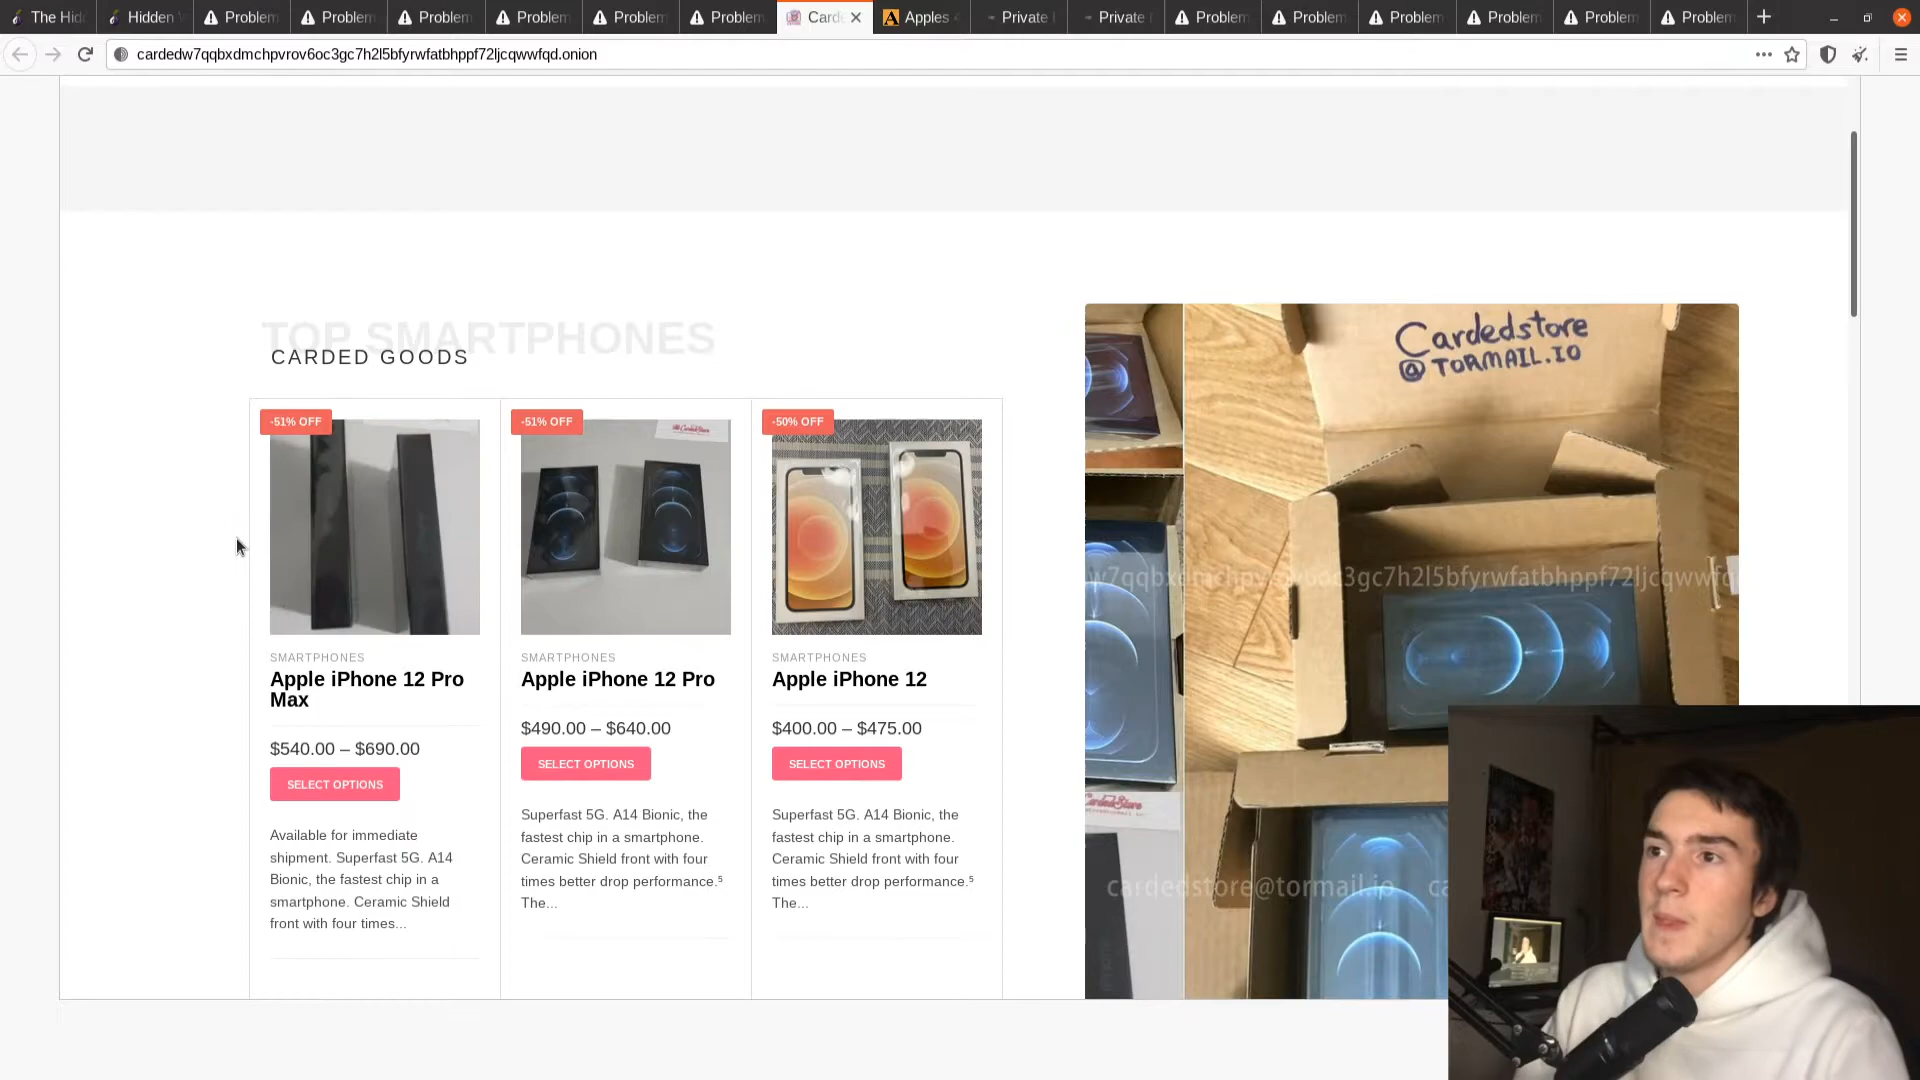 The Hid
Hidden
Problem
Problem
Problem
Problem
Problem
Problem
Carde
Apples
Private
Private
Problem
Problem
Problem
Problem
Problem
Problem
cardedw7qqbxdmchpvrov6oc3gc7h2l5bfyrwfatbhppf72ljcqwwfqd.onion
TOP SMARTPHONES
CARDED GOODS
-51% OFF
-51% OFF
-50% OFF
CardedStore
Cardedstore
@TORMAIL.IO
SMARTPHONES
Apple iPhone 12 Pro
Max
$540.00 – $690.00
SELECT OPTIONS
Available for immediate
shipment. Superfast 5G. A14
Bionic, the fastest chip in a
smartphone. Ceramic Shield
front with four times...
SMARTPHONES
Apple iPhone 12 Pro
$490.00 – $640.00
SELECT OPTIONS
Superfast 5G. A14 Bionic, the
fastest chip in a smartphone.
Ceramic Shield front with four
times better drop performance.⁵
The...
SMARTPHONES
Apple iPhone 12
$400.00 – $475.00
SELECT OPTIONS
Superfast 5G. A14 Bionic, the
fastest chip in a smartphone.
Ceramic Shield front with four
times better drop performance.⁵
The...
CardedStore
cardedstore@tormail.io ca